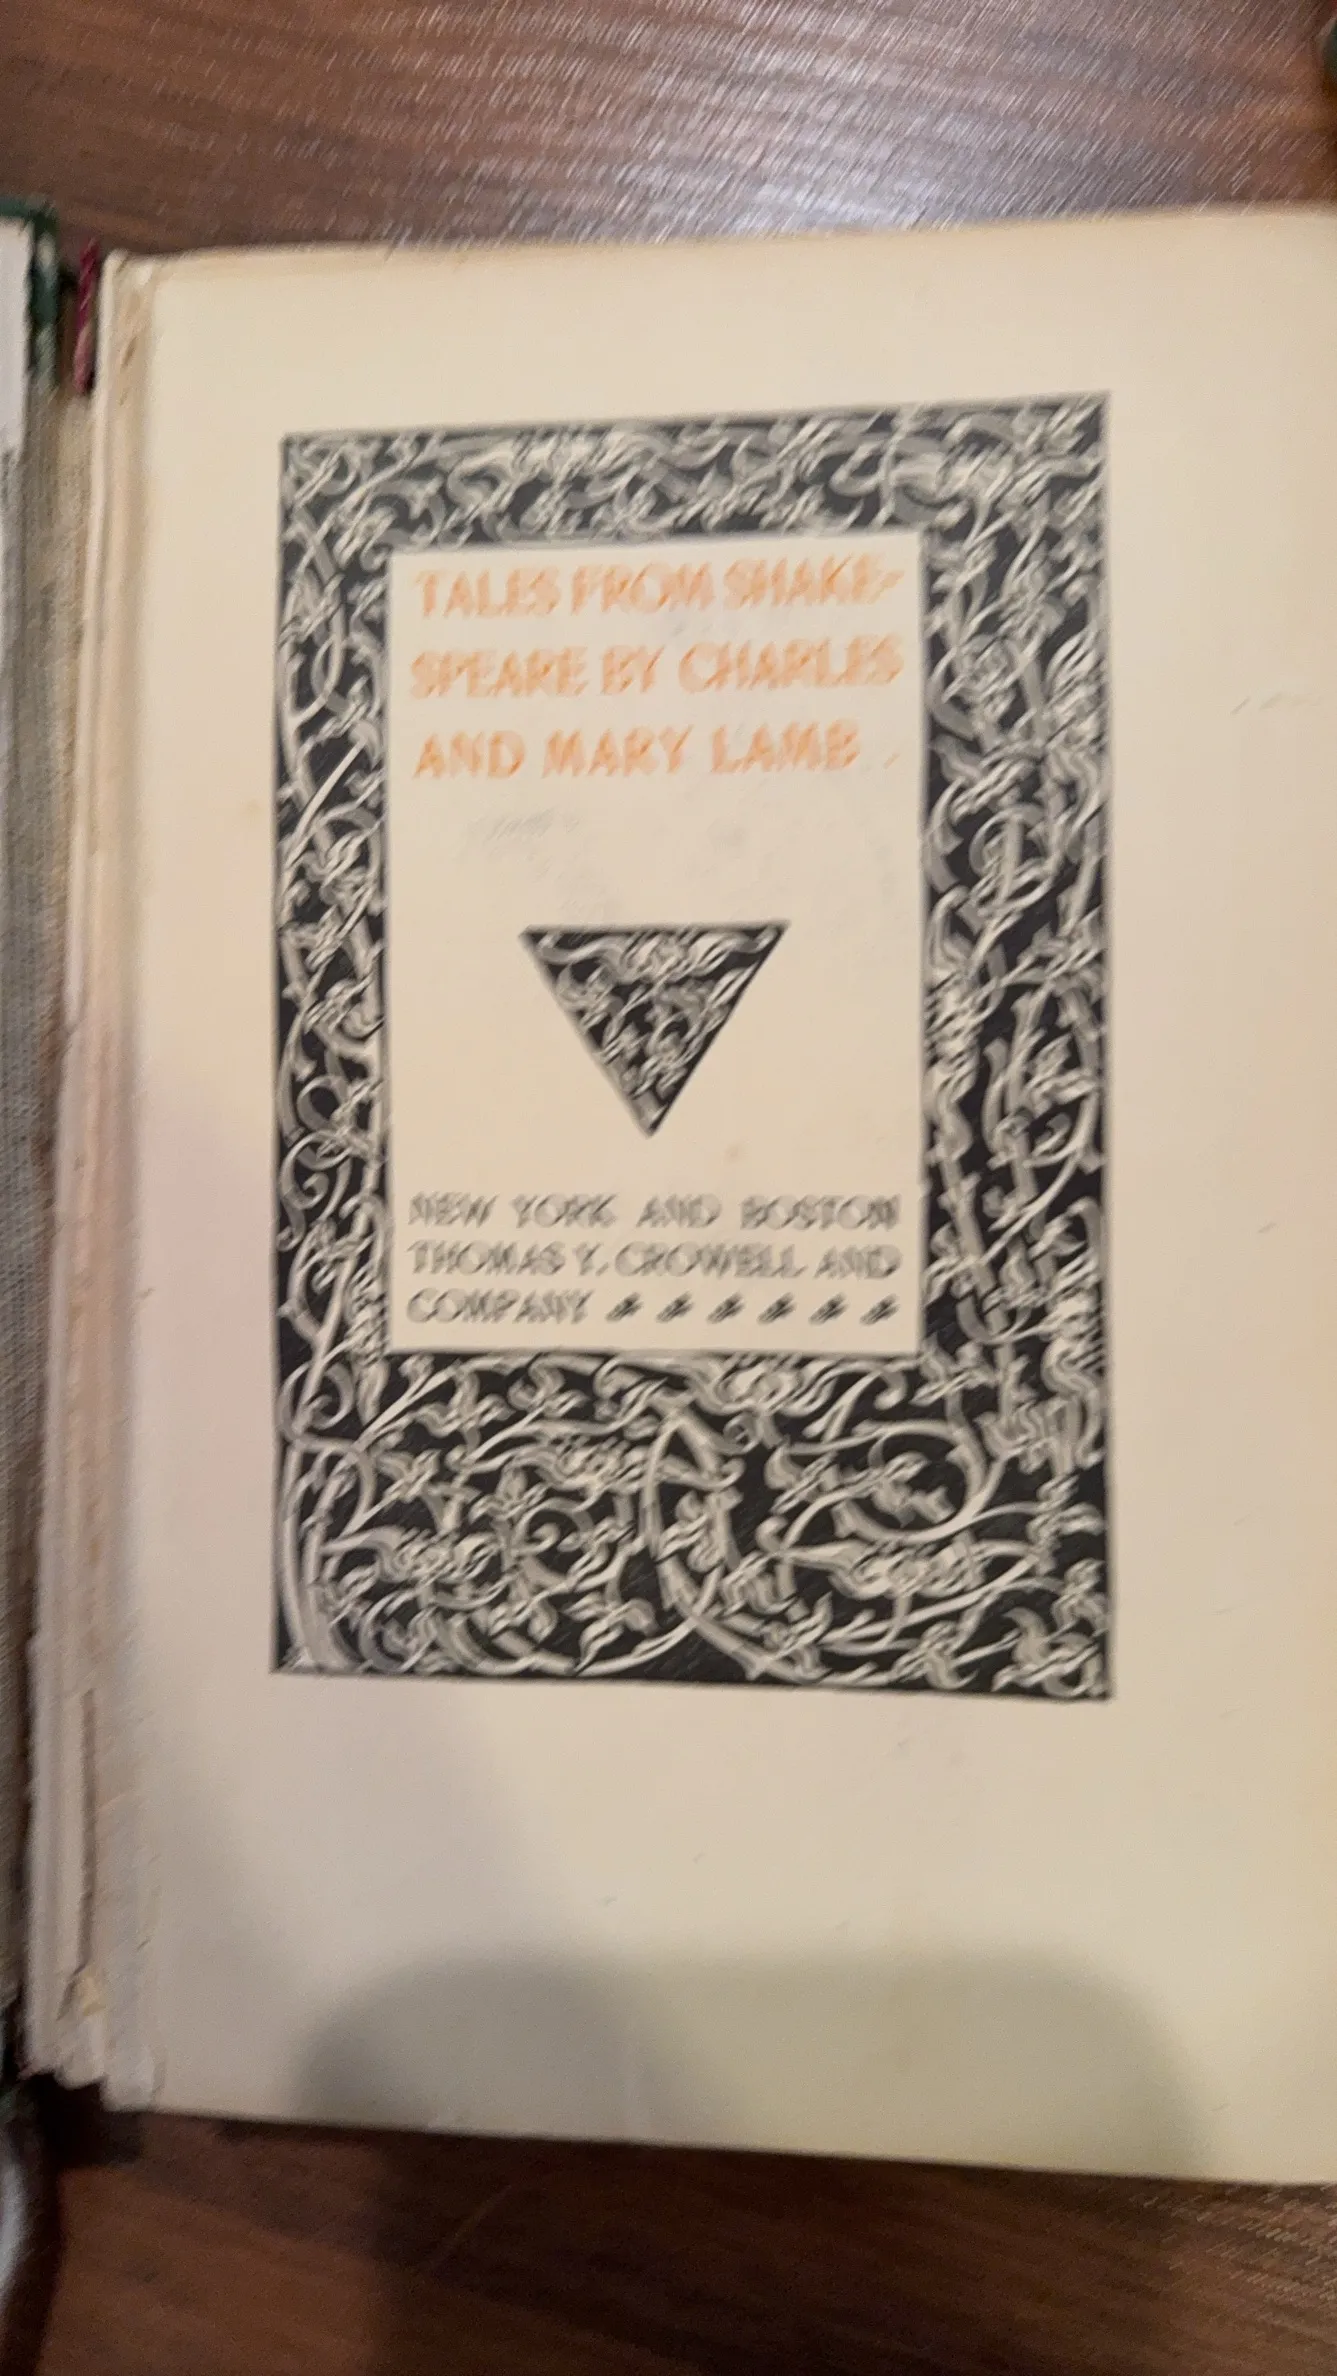 TALES FROM SHAKE-
SPEARE BY CHARLES
AND MARY LAMB .
NEW YORK AND BOSTON
THOMAS Y. CROWELL AND
COMPANY